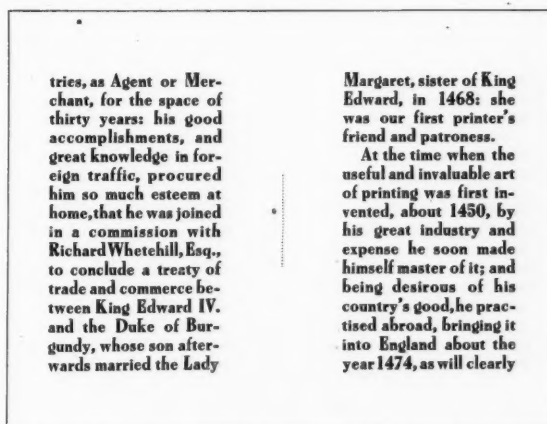 tries, as Agent or Mer-
chant, for the space of
thirty years: his good
accomplishments, and
great knowledge in for-
eign traffic, procured
him so much esteem at
home,that he was joined
in a commission with
Richard Whetehill, Esq.,
to conclude a treaty of
trade and commerce be-
tween King Edward IV.
and the Duke of Bur-
gundy, whose son after-
wards married the Lady
Margaret, sister of King
Edward, in 1468: she
was our first printer's
friend and patroness.
At the time when the
useful and invaluable art
of printing was first in-
vented, about 1450, by
his great industry and
expense he soon made
himself master of it; and
being desirous of his
country's good,he prac-
tised abroad, bringing it
into England about the
year 1474, as will clearly